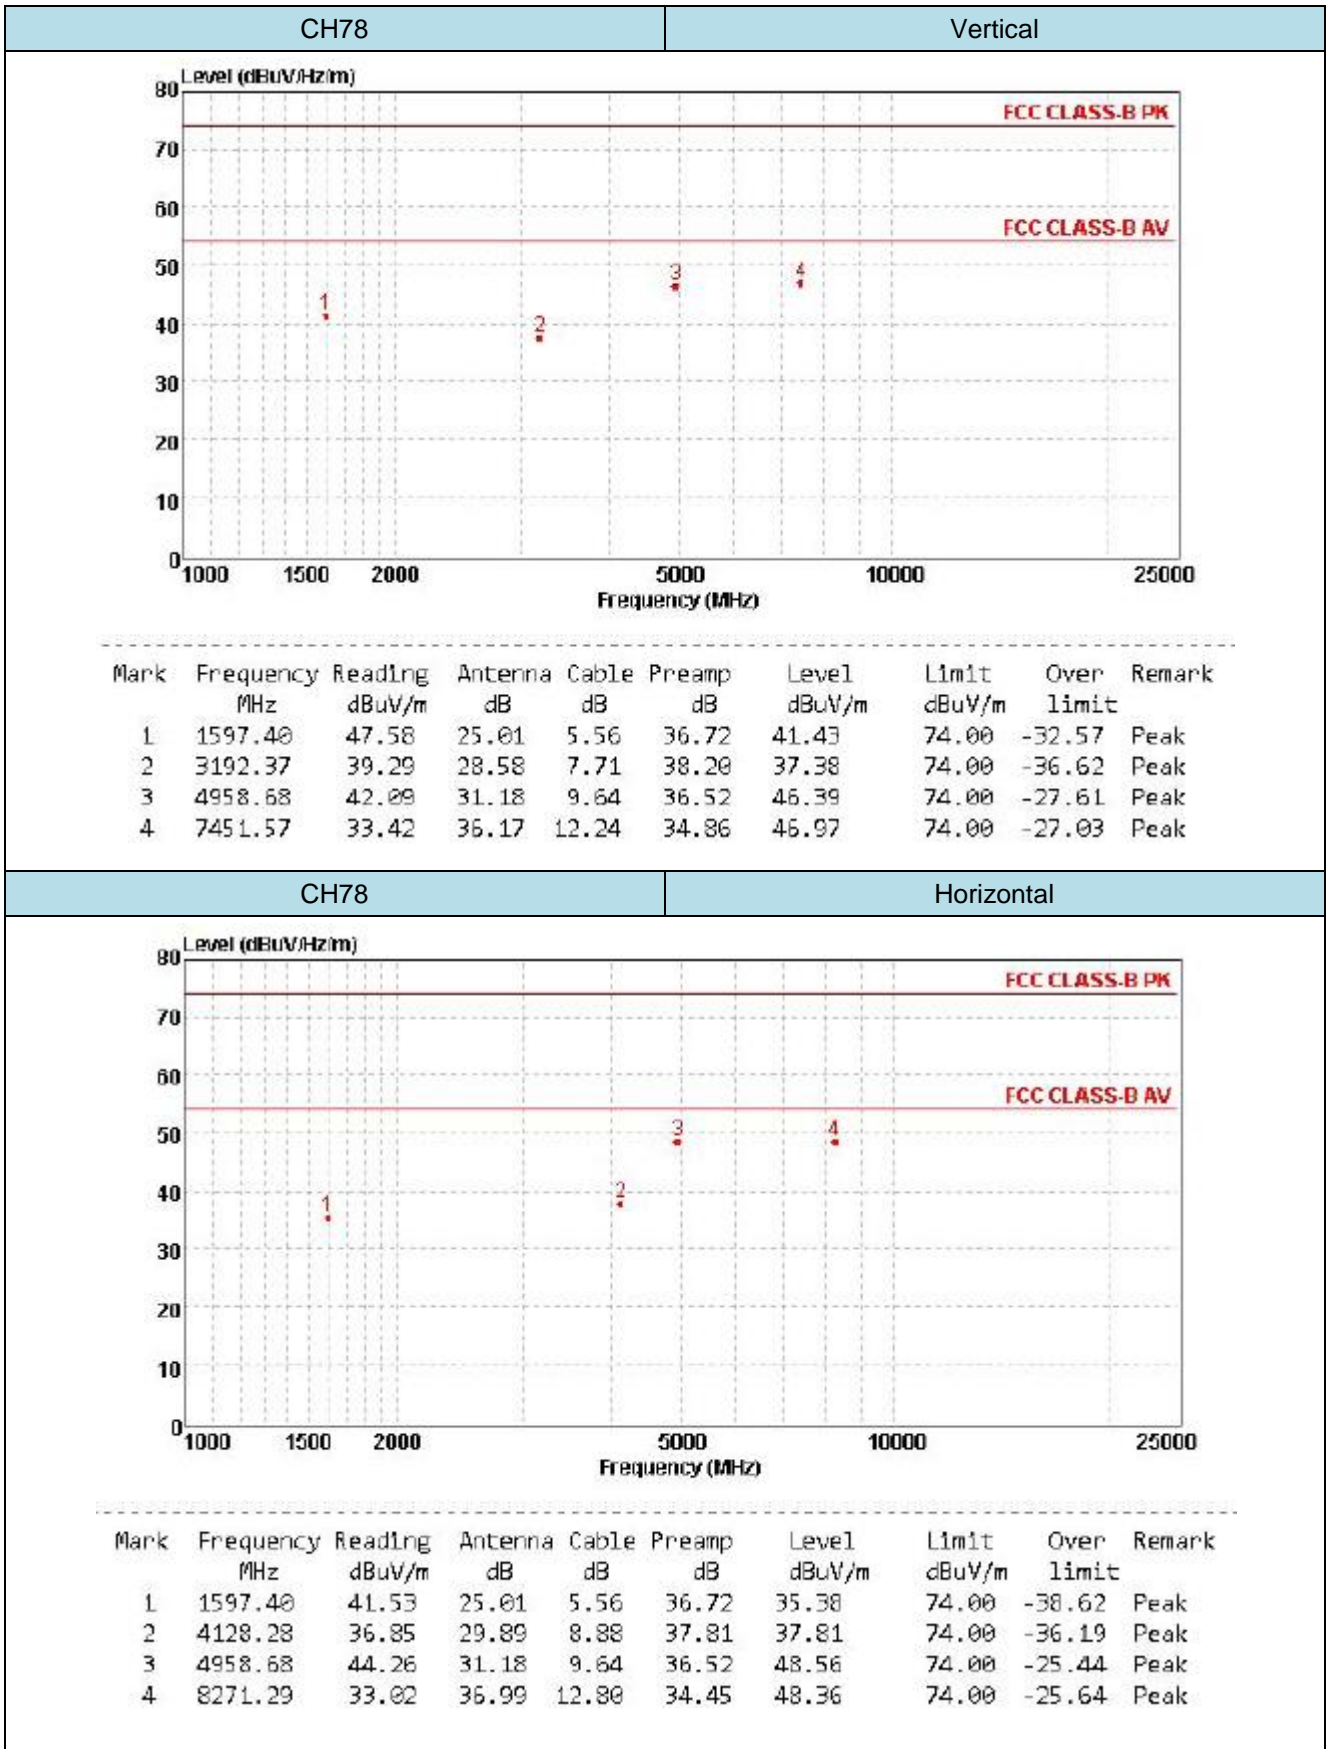 CH78 Vertical
Level (dBuV/Hz/m)
80
FCC CLASS-B PK
70
60
FCC CLASS-B AV
50
3 4
1
40 2
30
20
10
0
1000 1500 2000 5000 10000 25000
Frequency (MHz)
Mark Frequency Reading Antenna Cable Preamp Level Limit Over Remark
MHz dBuV/m dB dB dB dBuV/m dBuV/m limit
1 1597.40 47.58 25.01 5.56 36.72 41.43 74.00 -32.57 Peak
2 3192.37 39.29 28.58 7.71 38.20 37.38 74.00 -36.62 Peak
3 4958.68 42.09 31.18 9.64 36.52 46.39 74.00 -27.61 Peak
4 7451.57 33.42 36.17 12.24 34.86 46.97 74.00 -27.03 Peak
CH78 Horizontal
Level (dBuV/Hz/m)
80
FCC CLASS-B PK
70
60
FCC CLASS-B AV
50 3 4
40 2
1
30
20
10
0
1000 1500 2000 5000 10000 25000
Frequency (MHz)
Mark Frequency Reading Antenna Cable Preamp Level Limit Over Remark
MHz dBuV/m dB dB dB dBuV/m dBuV/m limit
1 1597.40 41.53 25.01 5.56 36.72 35.38 74.00 -38.62 Peak
2 4128.28 36.85 29.89 8.88 37.81 37.81 74.00 -36.19 Peak
3 4958.68 44.26 31.18 9.64 36.52 48.56 74.00 -25.44 Peak
4 8271.29 33.02 36.99 12.80 34.45 48.36 74.00 -25.64 Peak